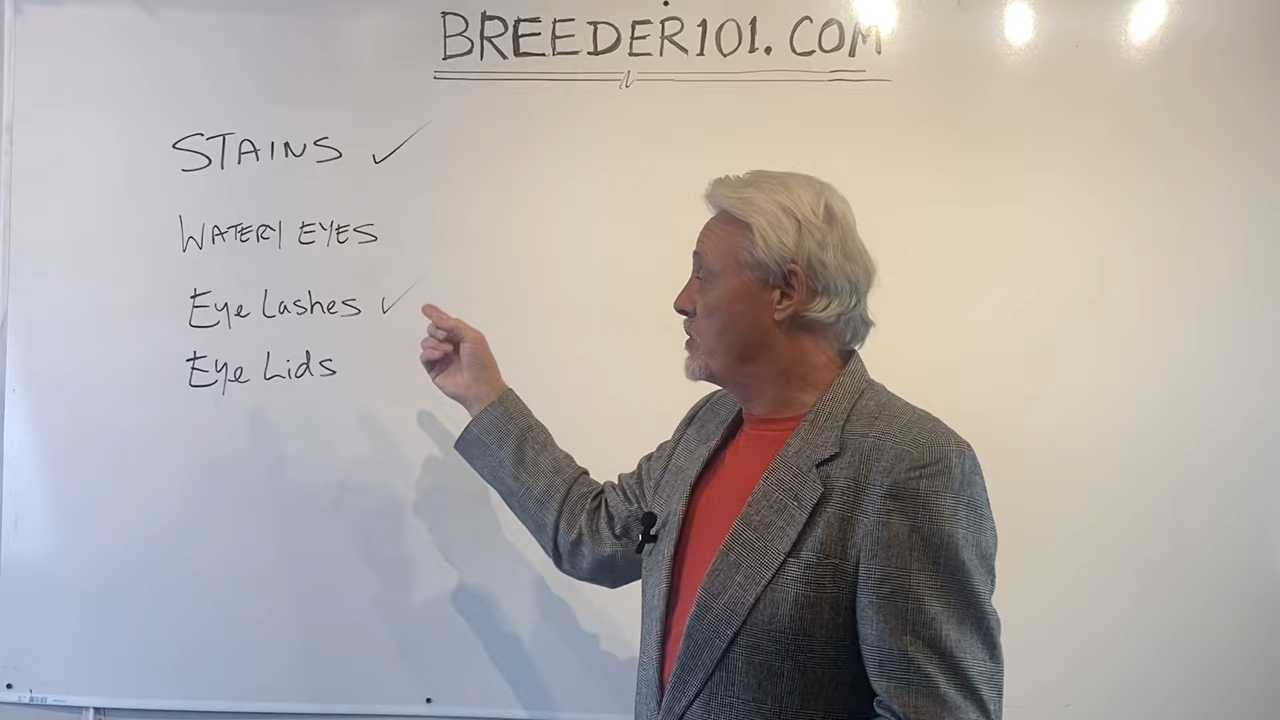 BREEDER101.COM
STAINS ✓
WATERY EYES
Eye Lashes ✓
Eye Lids